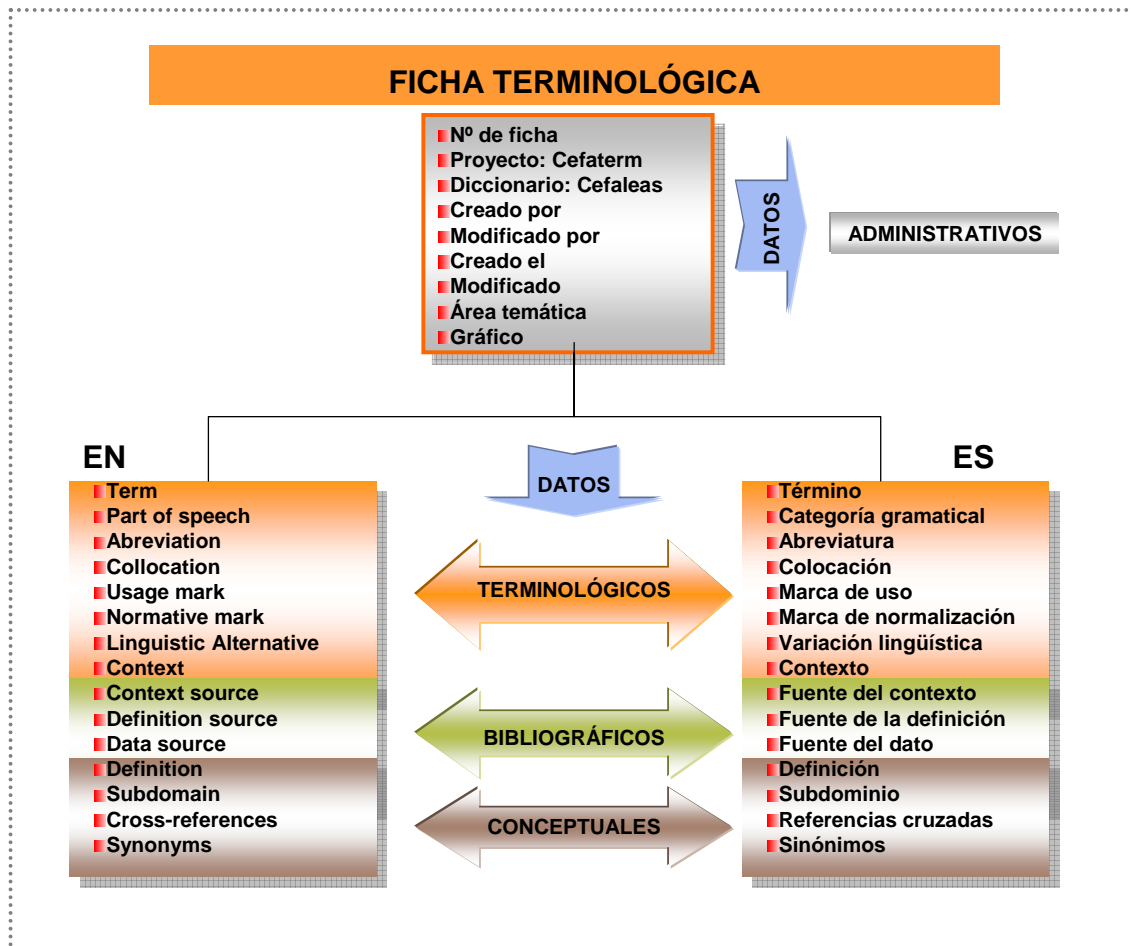 FICHA TERMINOLÓGICA
Nº de ficha
Proyecto: Cefaterm
Diccionario: Cefaleas
Creado por
Modificado por
Creado el
Modificado
Área temática
Gráfico
DATOS
ADMINISTRATIVOS
EN
Term
Part of speech
Abreviation
Collocation
Usage mark
Normative mark
Linguistic Alternative
Context
Context source
Definition source
Data source
Definition
Subdomain
Cross-references
Synonyms
DATOS
TERMINOLÓGICOS
BIBLIOGRÁFICOS
CONCEPTUALES
ES
Término
Categoría gramatical
Abreviatura
Colocación
Marca de uso
Marca de normalización
Variación lingüística
Contexto
Fuente del contexto
Fuente de la definición
Fuente del dato
Definición
Subdominio
Referencias cruzadas
Sinónimos